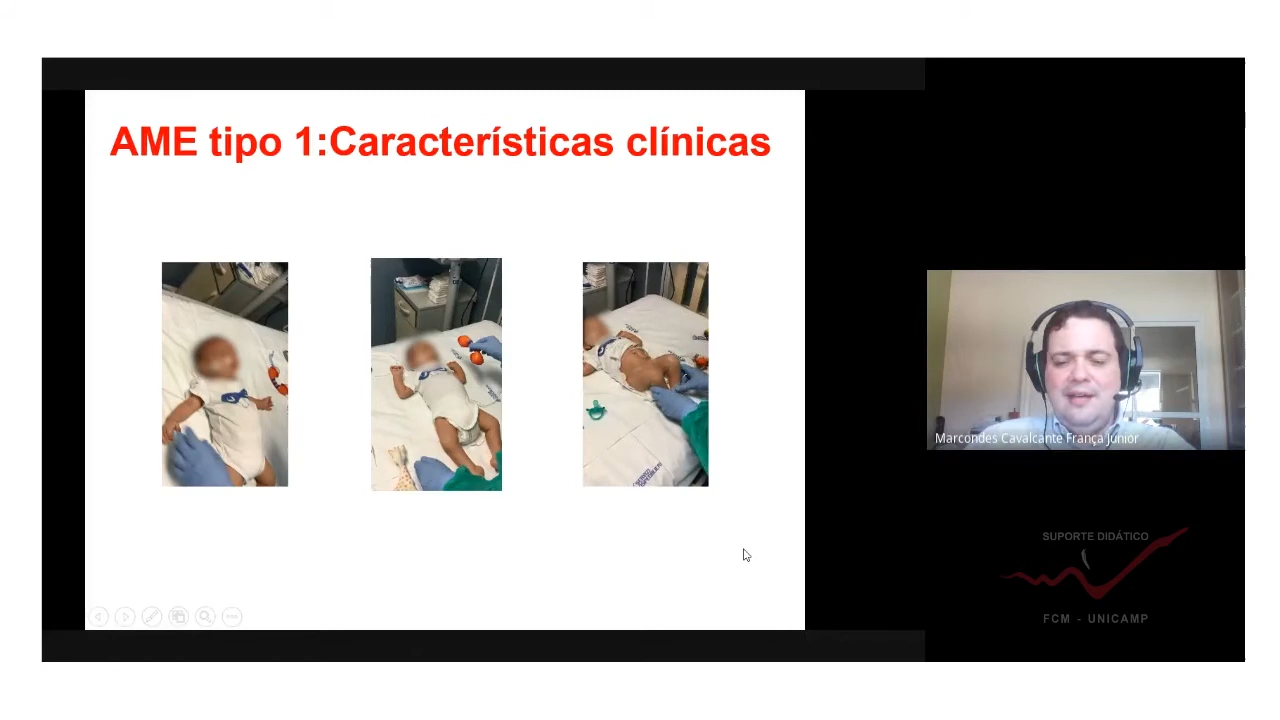 AME tipo 1:Características clínicas
Marcondes Cavalcante França Júnior
SUPORTE DIDÁTICO
FCM - UNICAMP